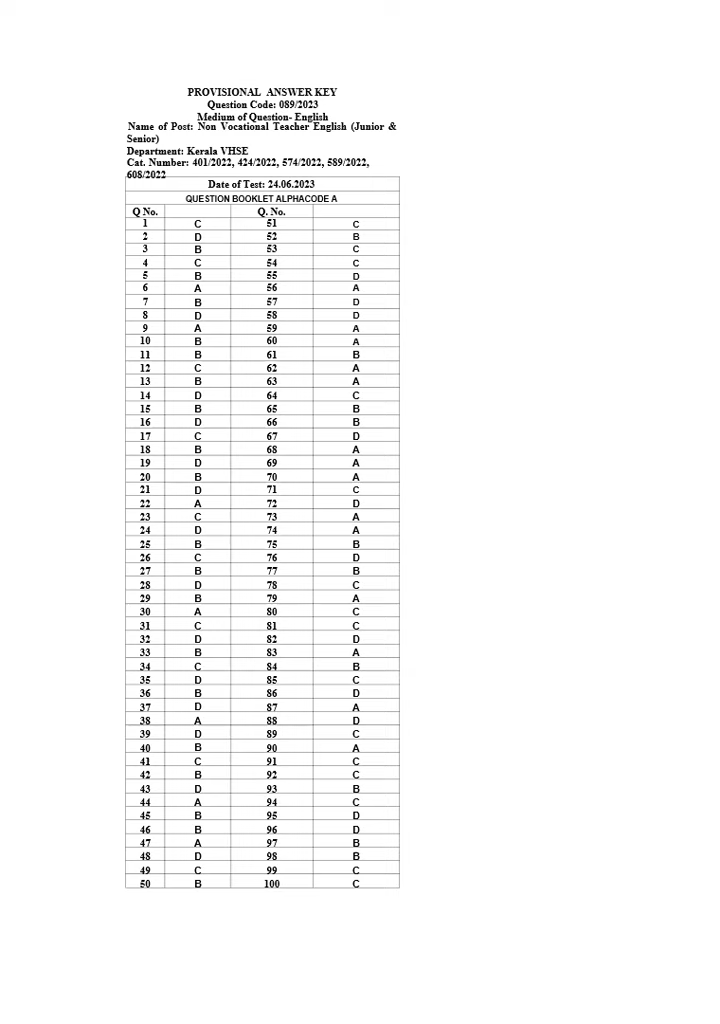 PROVISIONAL ANSWER KEY
Question Code: 089/2023
Medium of Question- English
Name of Post: Non Vocational Teacher English (Junior &
Senior)
Department: Kerala VHSE
Cat. Number: 401/2022, 424/2022, 574/2022, 589/2022,
608/2022
Date of Test: 24.06.2023
QUESTION BOOKLET ALPHACODE A
Q No. Q. No.
1 C 51 C
2 D 52 B
3 B 53 C
4 C 54 C
5 B 55 D
6 A 56 A
7 B 57 D
8 D 58 D
9 A 59 A
10 B 60 A
11 B 61 B
12 C 62 A
13 B 63 A
14 D 64 C
15 B 65 B
16 D 66 B
17 C 67 D
18 B 68 A
19 D 69 A
20 B 70 A
21 D 71 C
22 A 72 D
23 C 73 A
24 D 74 A
25 B 75 B
26 C 76 D
27 B 77 B
28 D 78 C
29 B 79 A
30 A 80 C
31 C 81 C
32 D 82 D
33 B 83 A
34 C 84 B
35 D 85 C
36 B 86 D
37 D 87 A
38 A 88 D
39 D 89 C
40 B 90 A
41 C 91 C
42 B 92 C
43 D 93 B
44 A 94 C
45 B 95 D
46 B 96 D
47 A 97 B
48 D 98 B
49 C 99 C
50 B 100 C